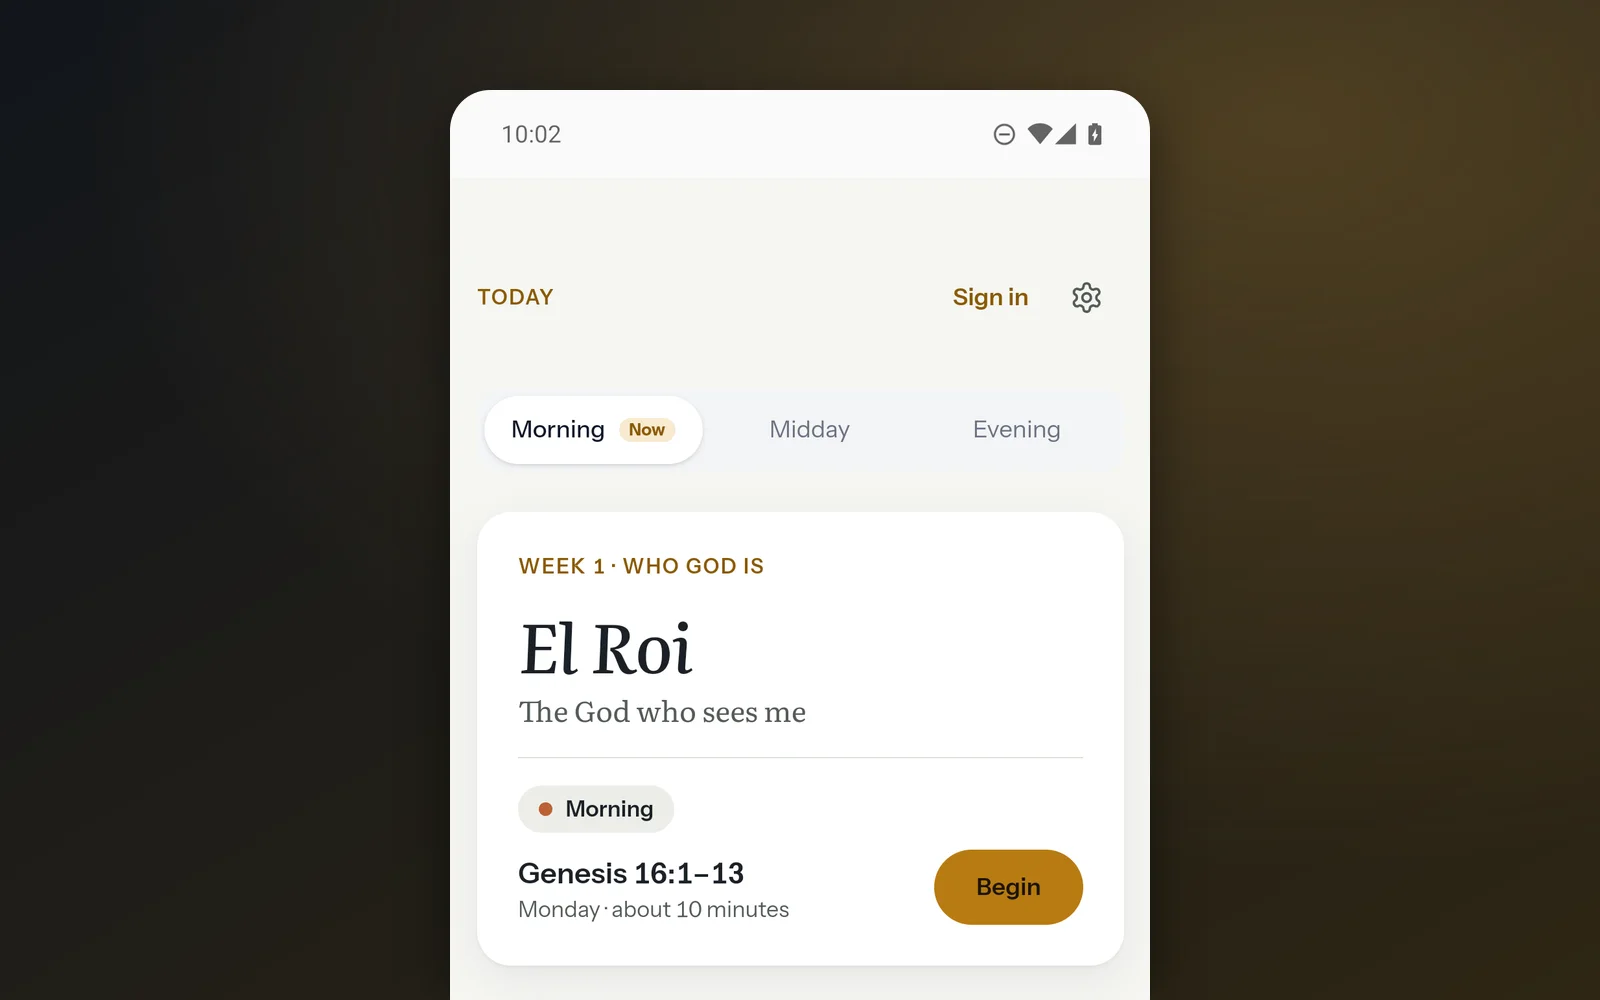 10:02
TODAY
Sign in
Morning Now Midday Evening
WEEK 1 · WHO GOD IS
El Roi
The God who sees me
Morning
Genesis 16:1–13
Monday · about 10 minutes
Begin